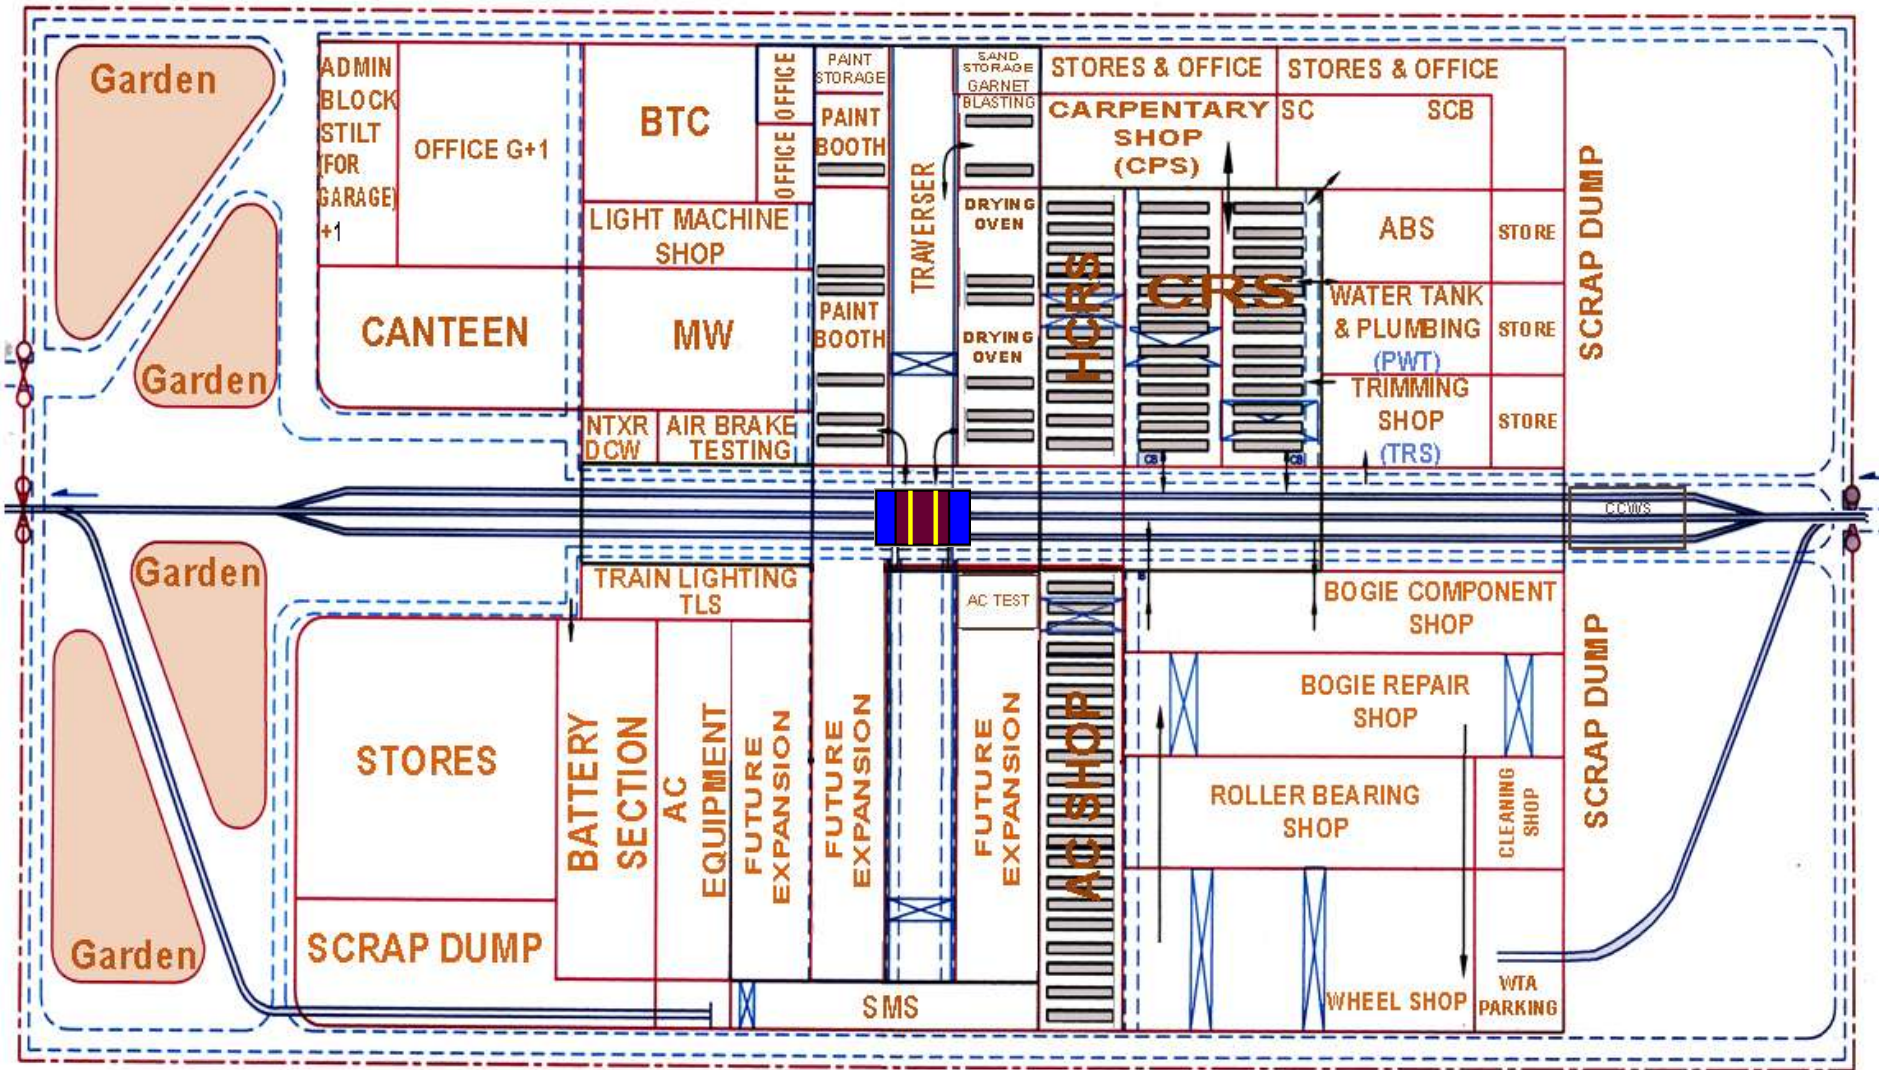 Garden
ADMIN
BLOCK
STILT
(FOR
GARAGE)
+1
OFFICE G+1
BTC
OFFICE
OFFICE
PAINT
STORAGE
PAINT
BOOTH
TRAVERSER
SAND
STORAGE
GARNET
BLASTING
STORES & OFFICE
STORES & OFFICE
CARPENTARY
SHOP
(CPS)
SC
SCB
SCRAP DUMP
LIGHT MACHINE
SHOP
DRYING
OVEN
ABS
STORE
Garden
CANTEEN
MW
PAINT
BOOTH
DRYING
OVEN
HCRS
CRS
WATER TANK
& PLUMBING
(PWT)
STORE
TRIMMING
SHOP
(TRS)
STORE
NTXR
DCW
AIR BRAKE
TESTING
CB
CB
CCWS
Garden
TRAIN LIGHTING
TLS
AC TEST
BOGIE COMPONENT
SHOP
SCRAP DUMP
STORES
BATTERY
SECTION
AC
EQUIPMENT
FUTURE
EXPANSION
FUTURE
EXPANSION
FUTURE
EXPANSION
AC SHOP
BOGIE REPAIR
SHOP
ROLLER BEARING
SHOP
CLEANING
SHOP
Garden
SCRAP DUMP
SMS
WHEEL SHOP
WTA
PARKING